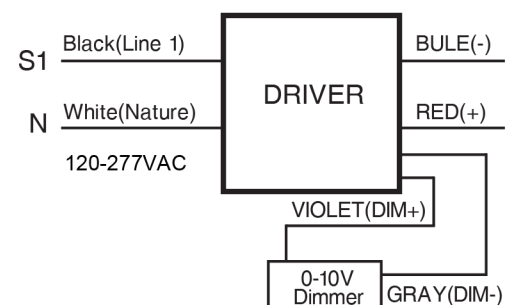 S1 Black(Line 1)
BULE(-)
DRIVER
N White(Nature)
RED(+)
120-277VAC
VIOLET(DIM+)
0-10V
Dimmer
GRAY(DIM-)